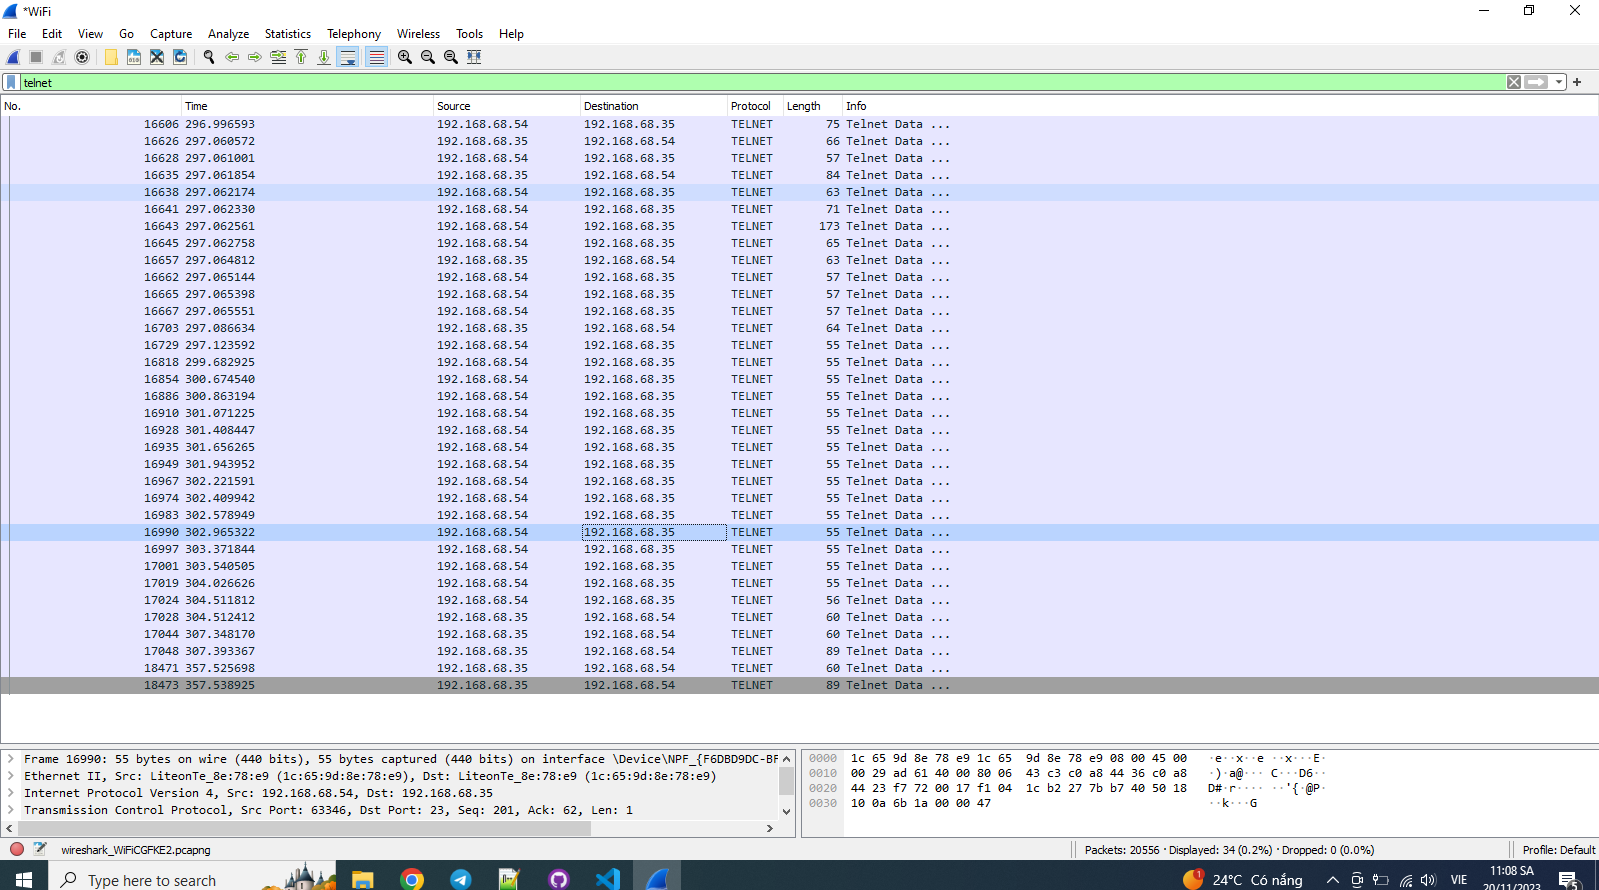 *WiFi
File Edit View Go Capture Analyze Statistics Telephony Wireless Tools Help
telnet
No. Time Source Destination Protocol Length Info
16606 296.996593 192.168.68.54 192.168.68.35 TELNET 75 Telnet Data ...
16626 297.060572 192.168.68.35 192.168.68.54 TELNET 66 Telnet Data ...
16628 297.061001 192.168.68.54 192.168.68.35 TELNET 57 Telnet Data ...
16635 297.061854 192.168.68.35 192.168.68.54 TELNET 84 Telnet Data ...
16638 297.062174 192.168.68.54 192.168.68.35 TELNET 63 Telnet Data ...
16641 297.062330 192.168.68.54 192.168.68.35 TELNET 71 Telnet Data ...
16643 297.062561 192.168.68.54 192.168.68.35 TELNET 173 Telnet Data ...
16645 297.062758 192.168.68.54 192.168.68.35 TELNET 65 Telnet Data ...
16657 297.064812 192.168.68.35 192.168.68.54 TELNET 63 Telnet Data ...
16662 297.065144 192.168.68.54 192.168.68.35 TELNET 57 Telnet Data ...
16665 297.065398 192.168.68.54 192.168.68.35 TELNET 57 Telnet Data ...
16667 297.065551 192.168.68.54 192.168.68.35 TELNET 57 Telnet Data ...
16703 297.086634 192.168.68.35 192.168.68.54 TELNET 64 Telnet Data ...
16729 297.123592 192.168.68.54 192.168.68.35 TELNET 55 Telnet Data ...
16818 299.682925 192.168.68.54 192.168.68.35 TELNET 55 Telnet Data ...
16854 300.674540 192.168.68.54 192.168.68.35 TELNET 55 Telnet Data ...
16886 300.863194 192.168.68.54 192.168.68.35 TELNET 55 Telnet Data ...
16910 301.071225 192.168.68.54 192.168.68.35 TELNET 55 Telnet Data ...
16928 301.408447 192.168.68.54 192.168.68.35 TELNET 55 Telnet Data ...
16935 301.656265 192.168.68.54 192.168.68.35 TELNET 55 Telnet Data ...
16949 301.943952 192.168.68.54 192.168.68.35 TELNET 55 Telnet Data ...
16967 302.221591 192.168.68.54 192.168.68.35 TELNET 55 Telnet Data ...
16974 302.409942 192.168.68.54 192.168.68.35 TELNET 55 Telnet Data ...
16983 302.578949 192.168.68.54 192.168.68.35 TELNET 55 Telnet Data ...
16990 302.965322 192.168.68.54 192.168.68.35 TELNET 55 Telnet Data ...
16997 303.371844 192.168.68.54 192.168.68.35 TELNET 55 Telnet Data ...
17001 303.540505 192.168.68.54 192.168.68.35 TELNET 55 Telnet Data ...
17019 304.026626 192.168.68.54 192.168.68.35 TELNET 55 Telnet Data ...
17024 304.511812 192.168.68.54 192.168.68.35 TELNET 56 Telnet Data ...
17028 304.512412 192.168.68.35 192.168.68.54 TELNET 60 Telnet Data ...
17044 307.348170 192.168.68.35 192.168.68.54 TELNET 60 Telnet Data ...
17048 307.393367 192.168.68.35 192.168.68.54 TELNET 89 Telnet Data ...
18471 357.525698 192.168.68.35 192.168.68.54 TELNET 60 Telnet Data ...
18473 357.538925 192.168.68.35 192.168.68.54 TELNET 89 Telnet Data ...
Frame 16990: 55 bytes on wire (440 bits), 55 bytes captured (440 bits) on interface \Device\NPF_{F6DBD9DC-BF
Ethernet II, Src: LiteonTe_8e:78:e9 (1c:65:9d:8e:78:e9), Dst: LiteonTe_8e:78:e9 (1c:65:9d:8e:78:e9)
Internet Protocol Version 4, Src: 192.168.68.54, Dst: 192.168.68.35
Transmission Control Protocol, Src Port: 63346, Dst Port: 23, Seq: 201, Ack: 62, Len: 1
0000 1c 65 9d 8e 78 e9 1c 65 9d 8e 78 e9 08 00 45 00 ·e··x··e ··x···E·
0010 00 29 ad 61 40 00 80 06 43 c3 c0 a8 44 36 c0 a8 ·)·a@··· C···D6··
0020 44 23 f7 72 00 17 f1 04 1c b2 27 7b b7 40 50 18 D#·r···· ··'{·@P·
0030 10 0a 6b 1a 00 00 47 ··k···G
wireshark_WiFiCGFKE2.pcapng Packets: 20556 · Displayed: 34 (0.2%) · Dropped: 0 (0.0%) Profile: Default
Type here to search 1 24°C Có nắng VIE 11:08 SA 5
20/11/2023